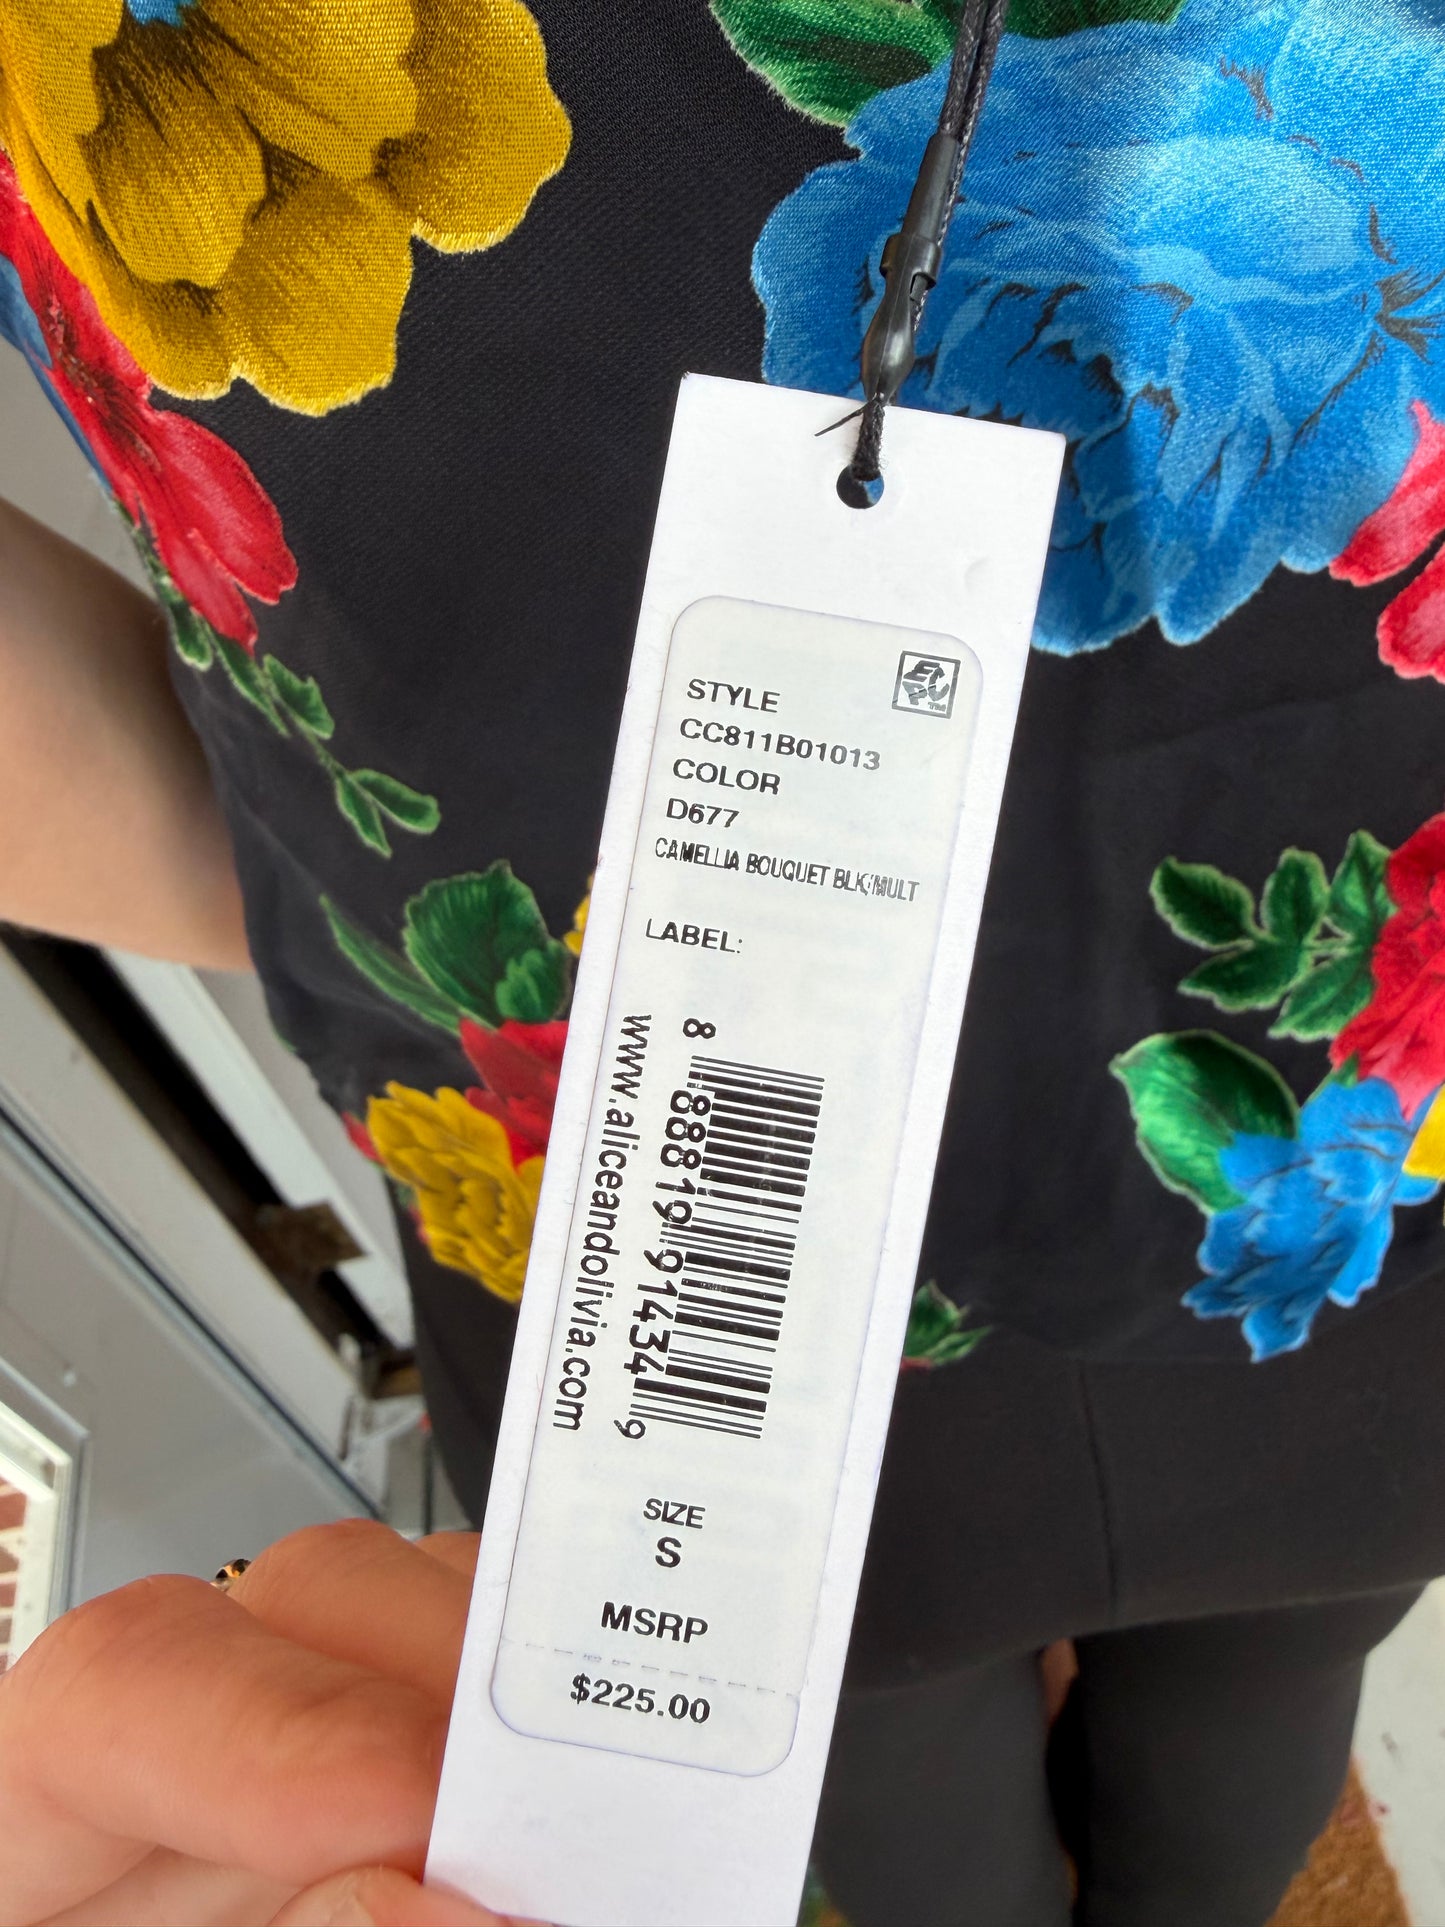 STYLE
CC811B01013
COLOR
D677
CAMELLIA BOUQUET BLK/MULT
LABEL:
8 88819 91434 9
www.aliceandolivia.com
SIZE
S
MSRP
$225.00